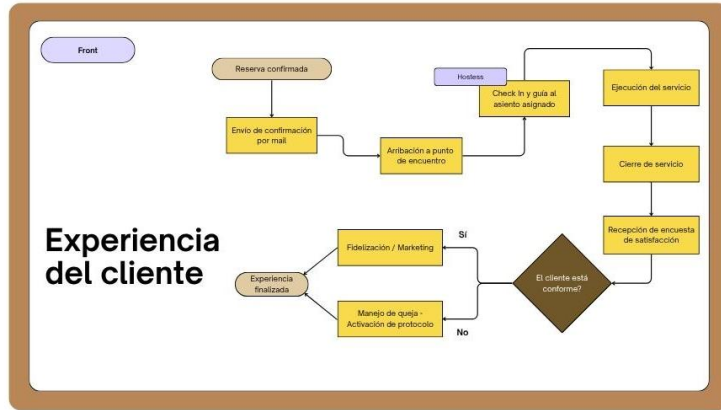 Front
Reserva confirmada
Envío de confirmación
por mail
Arribación a punto
de encuentro
Hostess
Check In y guía al
asiento asignado
Ejecución del servicio
Cierre de servicio
Recepción de encuesta
de satisfacción
El cliente está
conforme?
Sí
Fidelización / Marketing
No
Manejo de queja -
Activación de protocolo
Experiencia
finalizada
Experiencia
del cliente